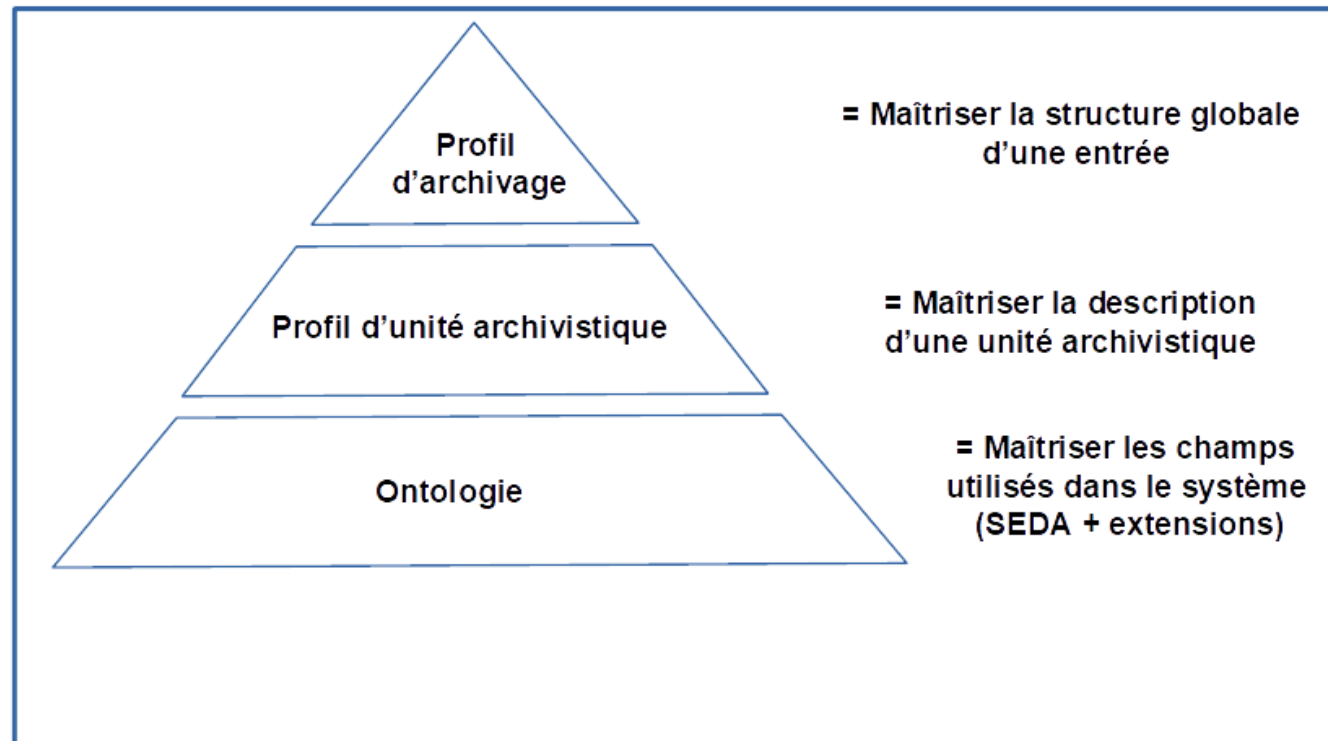 Profil
d’archivage
= Maîtriser la structure globale
d’une entrée
Profil d’unité archivistique
= Maîtriser la description
d’une unité archivistique
Ontologie
= Maîtriser les champs
utilisés dans le système
(SEDA + extensions)